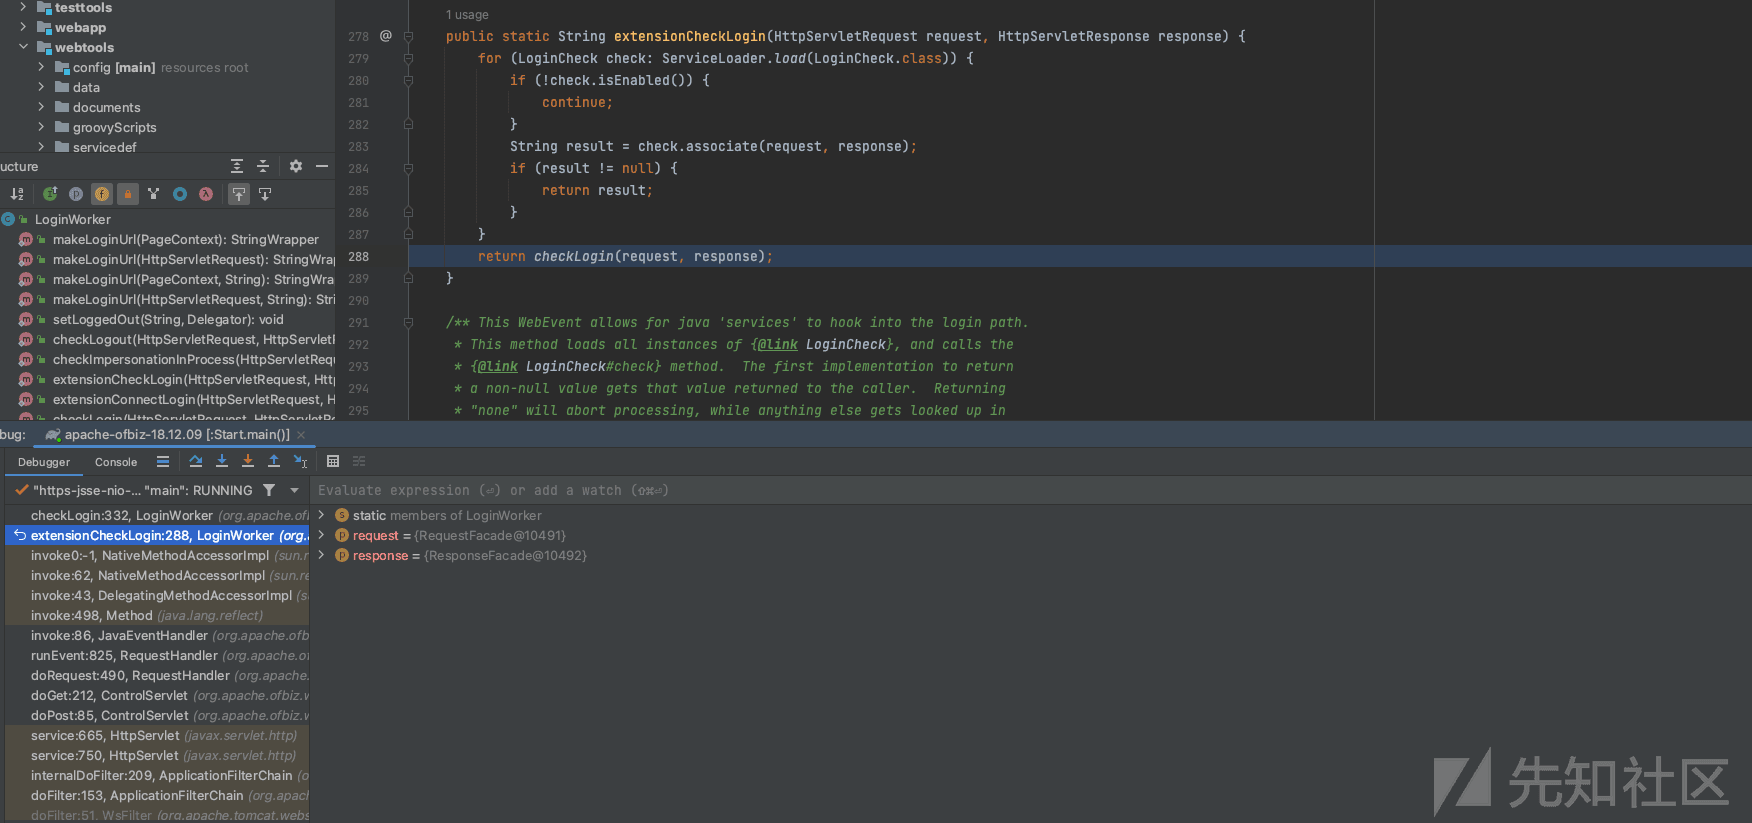 testtools
webapp
webtools
config [main] resources root
data
documents
groovyScripts
servicedef
ucture
LoginWorker
makeLoginUrl(PageContext): StringWrapper
makeLoginUrl(HttpServletRequest): StringWra
makeLoginUrl(PageContext, String): StringWra
makeLoginUrl(HttpServletRequest, String): Stri
setLoggedOut(String, Delegator): void
checkLogout(HttpServletRequest, HttpServletF
checkImpersonationInProcess(HttpServletRequ
extensionCheckLogin(HttpServletRequest, Htt
extensionConnectLogin(HttpServletRequest, H
checkLogin(HttpServletRequest, HttpServletRe
1 usage
278 @ public static String extensionCheckLogin(HttpServletRequest request, HttpServletResponse response) {
279 for (LoginCheck check: ServiceLoader.load(LoginCheck.class)) {
280 if (!check.isEnabled()) {
281 continue;
282 }
283 String result = check.associate(request, response);
284 if (result != null) {
285 return result;
286 }
287 }
288 return checkLogin(request, response);
289 }
290
291 /** This WebEvent allows for java 'services' to hook into the login path.
292 * This method loads all instances of {@link LoginCheck}, and calls the
293 * {@link LoginCheck#check} method.  The first implementation to return
294 * a non-null value gets that value returned to the caller.  Returning
295 * "none" will abort processing, while anything else gets looked up in
bug: apache-ofbiz-18.12.09 [:Start.main()] ×
Debugger Console
"https-jsse-nio-... "main": RUNNING
Evaluate expression (⏎) or add a watch (⇧⌘⏎)
checkLogin:332, LoginWorker (org.apache.ofb
extensionCheckLogin:288, LoginWorker (org.a
invoke0:-1, NativeMethodAccessorImpl (sun.r
invoke:62, NativeMethodAccessorImpl (sun.re
invoke:43, DelegatingMethodAccessorImpl (s
invoke:498, Method (java.lang.reflect)
invoke:86, JavaEventHandler (org.apache.ofb
runEvent:825, RequestHandler (org.apache.of
doRequest:490, RequestHandler (org.apache.
doGet:212, ControlServlet (org.apache.ofbiz.w
doPost:85, ControlServlet (org.apache.ofbiz.w
service:665, HttpServlet (javax.servlet.http)
service:750, HttpServlet (javax.servlet.http)
internalDoFilter:209, ApplicationFilterChain (o
doFilter:153, ApplicationFilterChain (org.apach
doFilter:51, WsFilter (org.apache.tomcat.webs
static members of LoginWorker
request = {RequestFacade@10491}
response = {ResponseFacade@10492}
先知社区